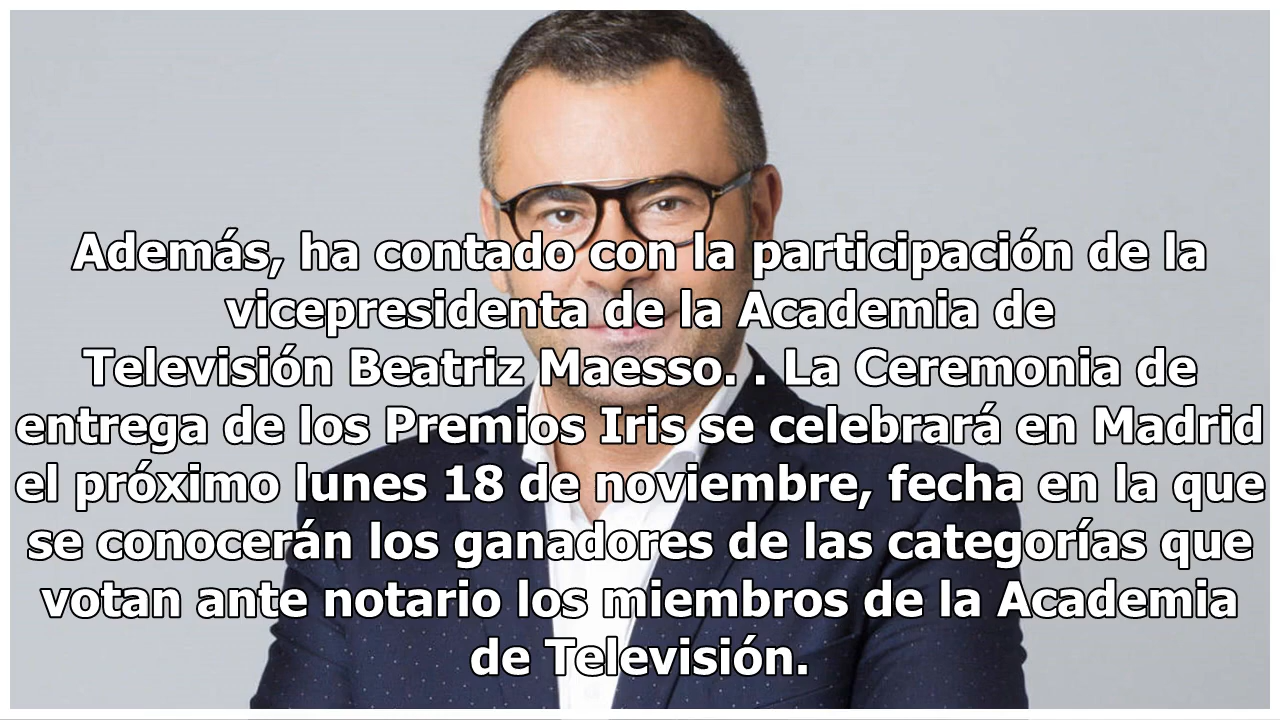 Además, ha contado con la participación de la
vicepresidenta de la Academia de
Televisión Beatriz Maesso. . La Ceremonia de
entrega de los Premios Iris se celebrará en Madrid
el próximo lunes 18 de noviembre, fecha en la que
se conocerán los ganadores de las categorías que
votan ante notario los miembros de la Academia
de Televisión.